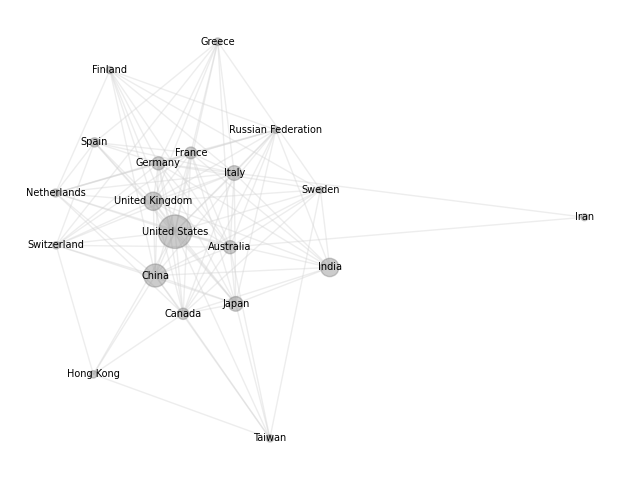 Greece
Finland
Russian Federation
Spain
France
Germany
Italy
Sweden
Netherlands
United Kingdom
Iran
United States
Switzerland
Australia
India
China
Japan
Canada
Hong Kong
Taiwan